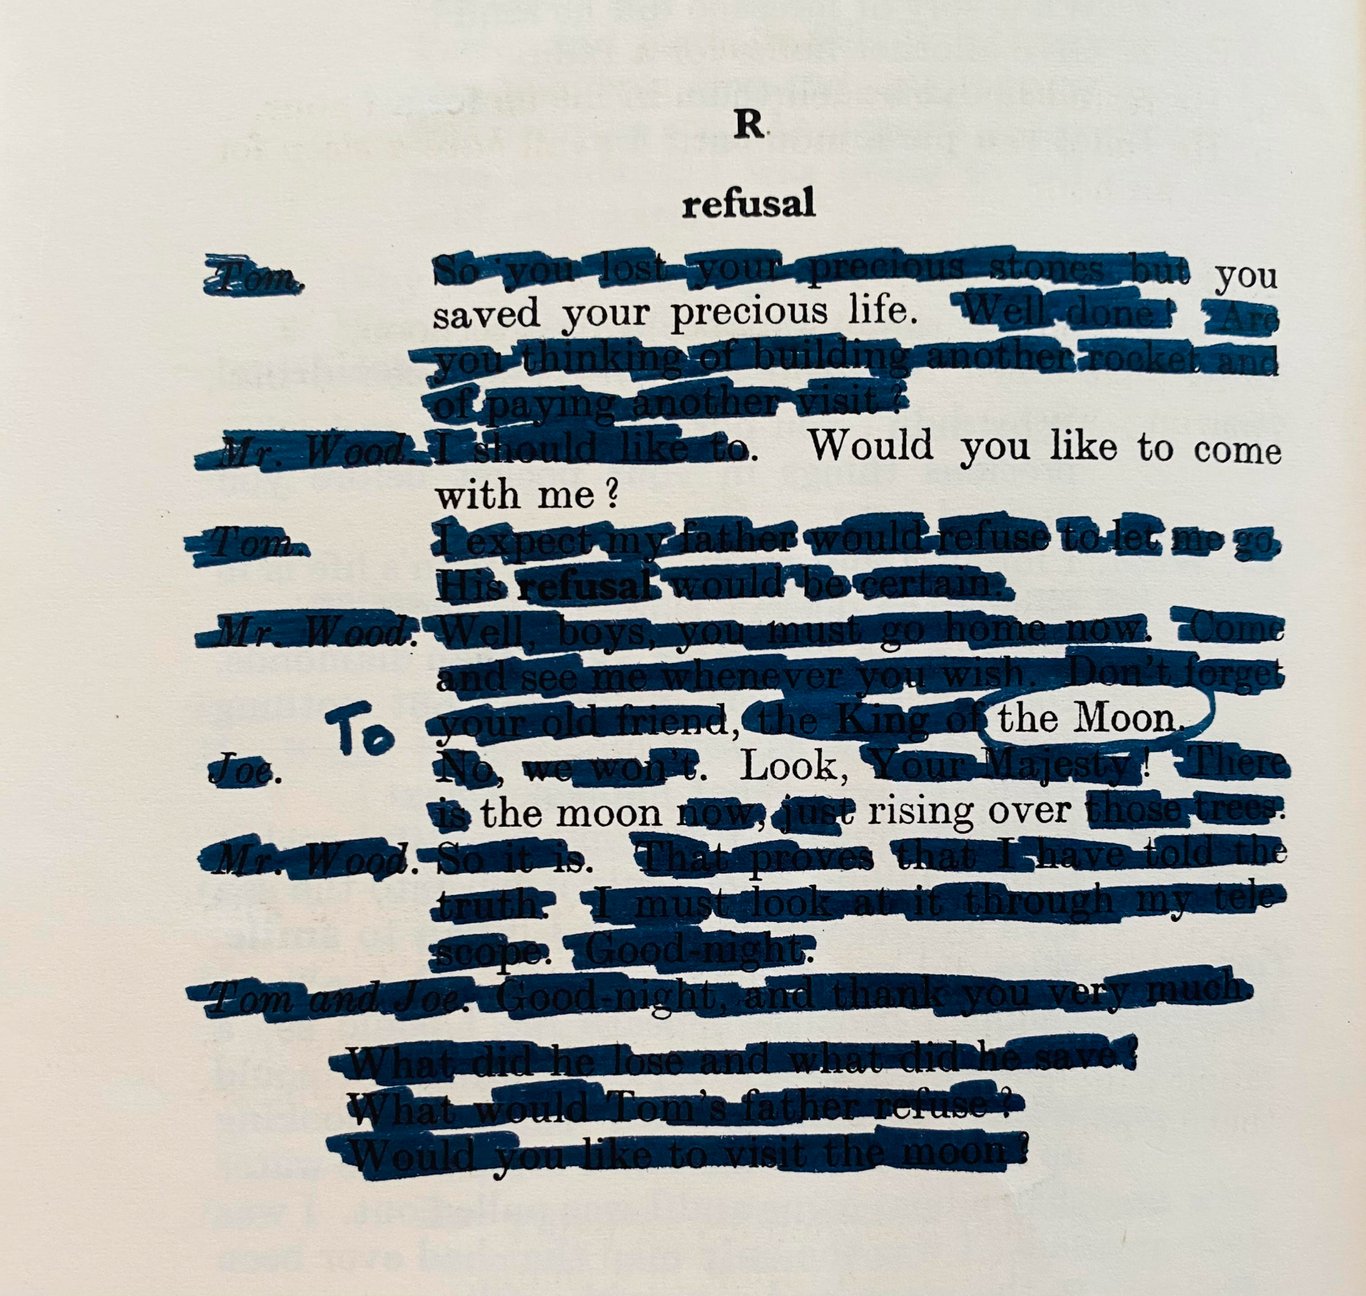 R
refusal
Tom. So you lost your precious stones but you
saved your precious life. Well done! Are
you thinking of building another rocket and
of paying another visit?
Mr. Wood. I should like to. Would you like to come
with me?
Tom. I expect my father would refuse to let me go.
His refusal would be certain.
Mr. Wood. Well, boys, you must go home now. Come
and see me whenever you wish. Don't forget
To your old friend, the King of the Moon.
Joe. No, we won't. Look, Your Majesty! There
is the moon now, just rising over those trees.
Mr. Wood. So it is. That proves that I have told the
truth. I must look at it through my tele-
scope. Good-night.
Tom and Joe. Good-night, and thank you very much.
What did he lose and what did he save?
What would Tom's father refuse?
Would you like to visit the moon?